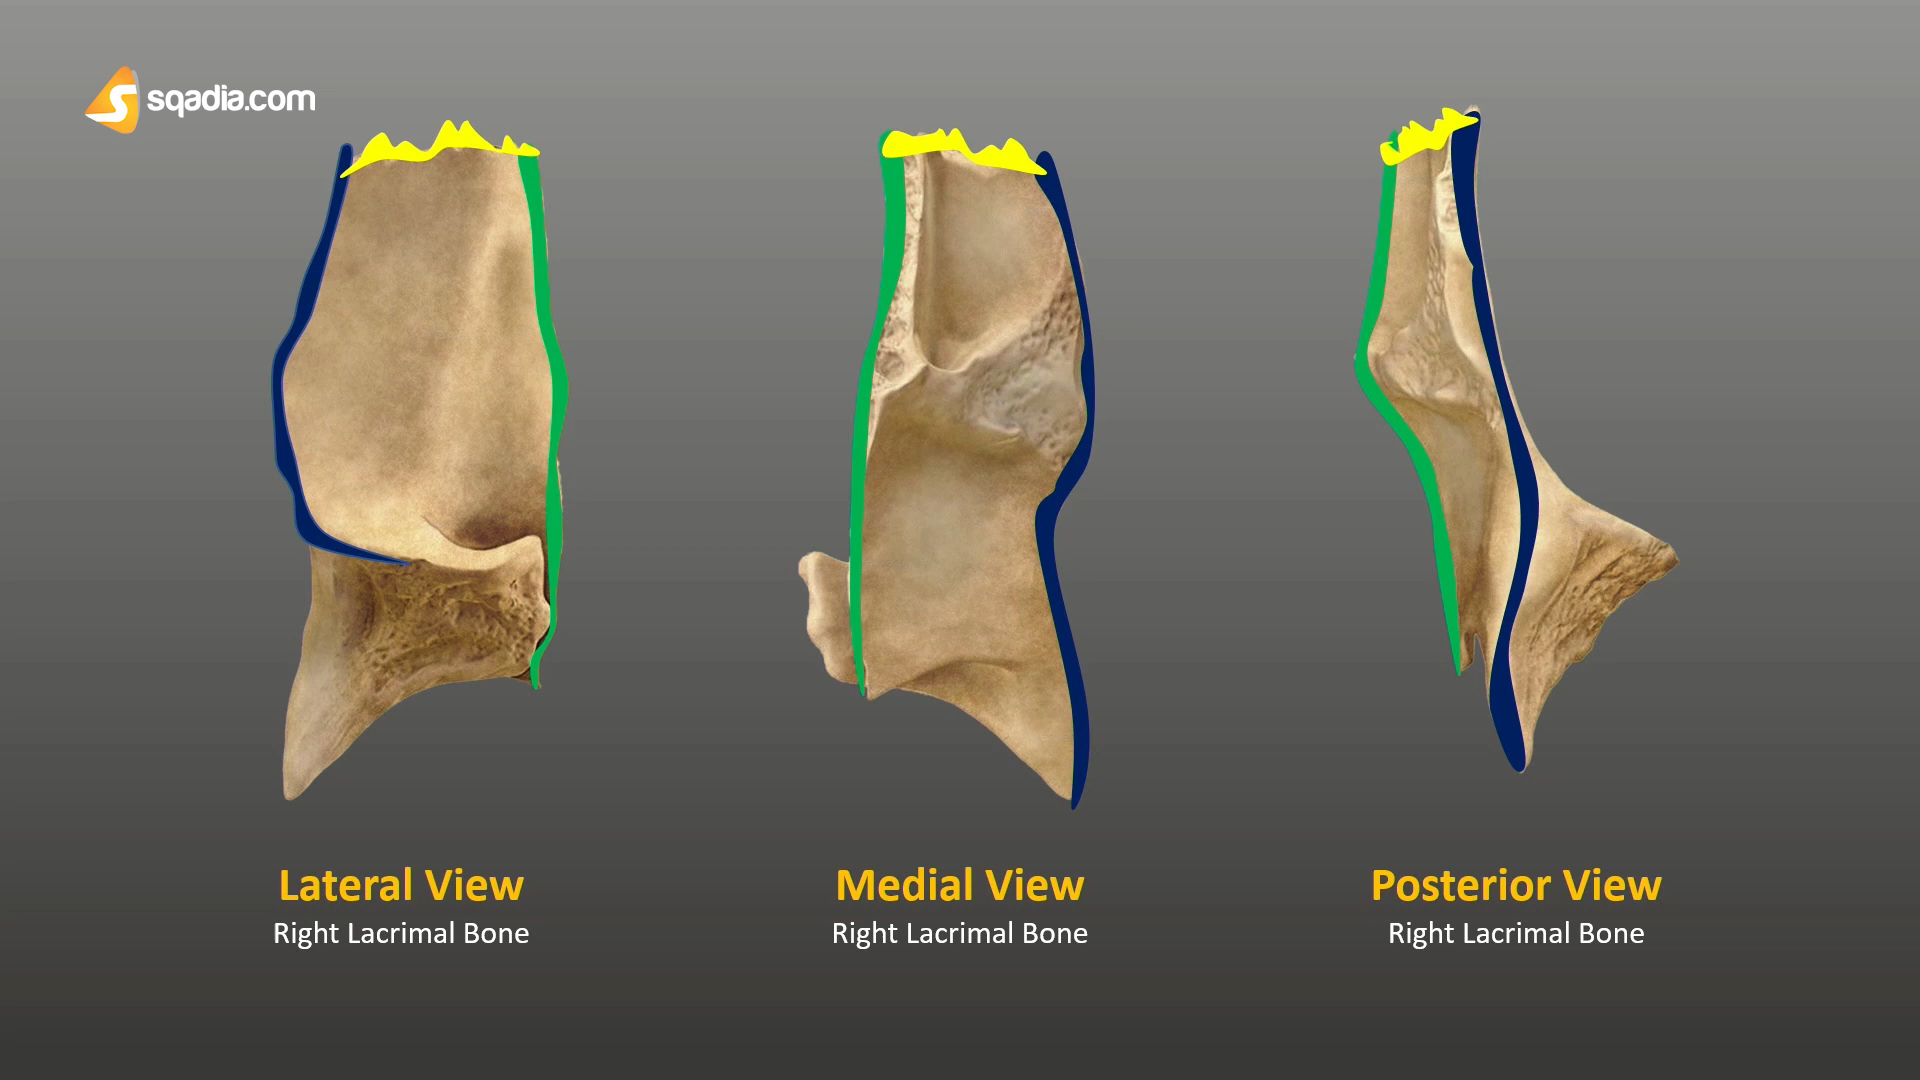 sqadia.com
Lateral View
Right Lacrimal Bone
Medial View
Right Lacrimal Bone
Posterior View
Right Lacrimal Bone